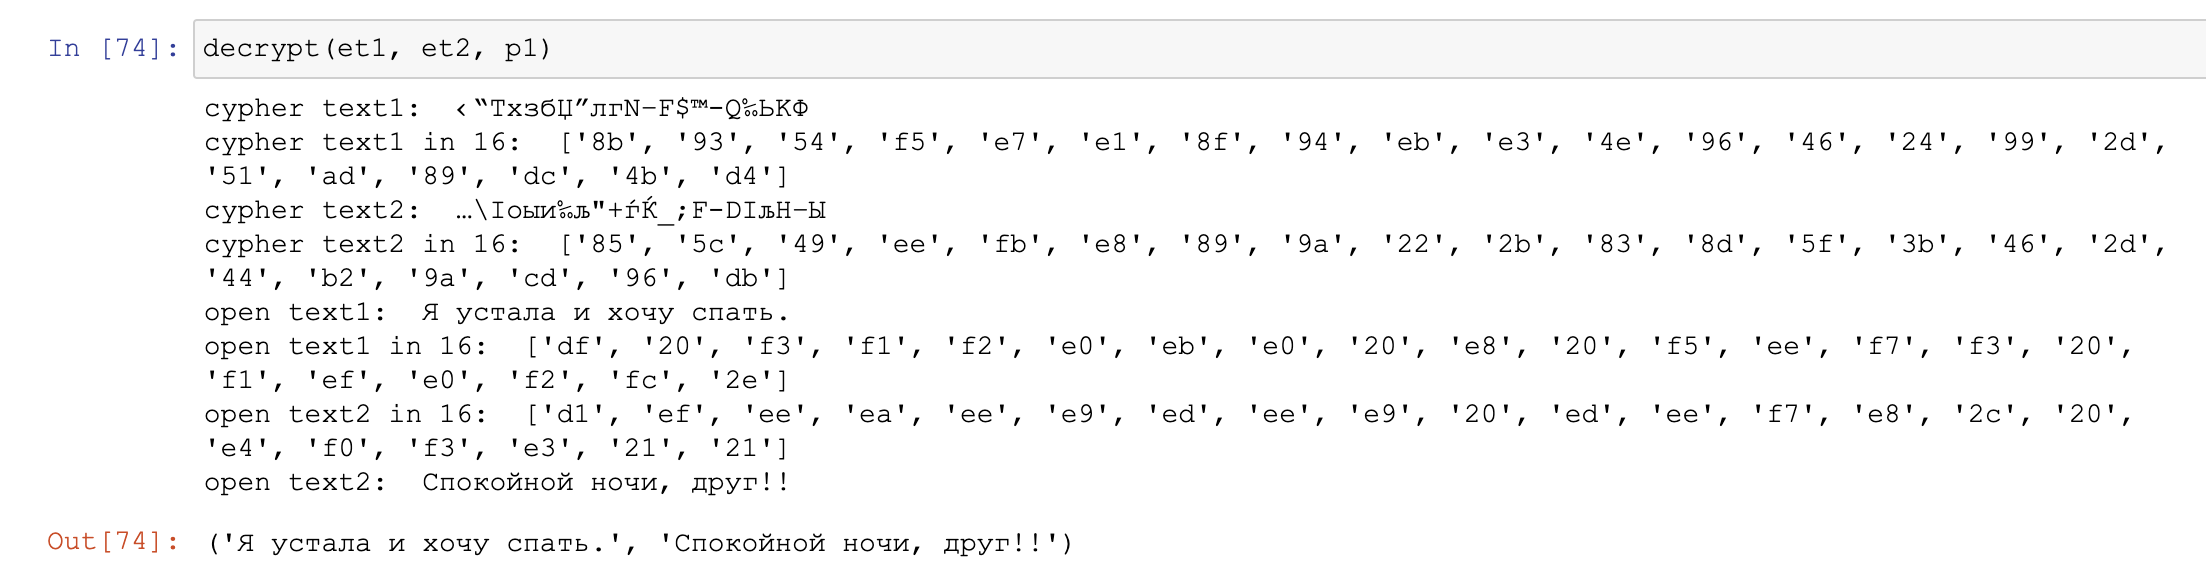 In [74]: decrypt(et1, et2, p1)
cypher text1:  ‹“ТхзбЏ”лгN–F$™-Q‰ЬKФ
cypher text1 in 16:  ['8b', '93', '54', 'f5', 'e7', 'e1', '8f', '94', 'eb', 'e3', '4e', '96', '46', '24', '99', '2d',
'51', 'ad', '89', 'dc', '4b', 'd4']
cypher text2:  …\Iоыи‰љ"+ѓЌ_;F-DIљН–Ы
cypher text2 in 16:  ['85', '5c', '49', 'ee', 'fb', 'e8', '89', '9a', '22', '2b', '83', '8d', '5f', '3b', '46', '2d',
'44', 'b2', '9a', 'cd', '96', 'db']
open text1:  Я устала и хочу спать.
open text1 in 16:  ['df', '20', 'f3', 'f1', 'f2', 'e0', 'eb', 'e0', '20', 'e8', '20', 'f5', 'ee', 'f7', 'f3', '20',
'f1', 'ef', 'e0', 'f2', 'fc', '2e']
open text2 in 16:  ['d1', 'ef', 'ee', 'ea', 'ee', 'e9', 'ed', 'ee', 'e9', '20', 'ed', 'ee', 'f7', 'e8', '2c', '20',
'e4', 'f0', 'f3', 'e3', '21', '21']
open text2:  Спокойной ночи, друг!!
Out[74]: ('Я устала и хочу спать.', 'Спокойной ночи, друг!!')